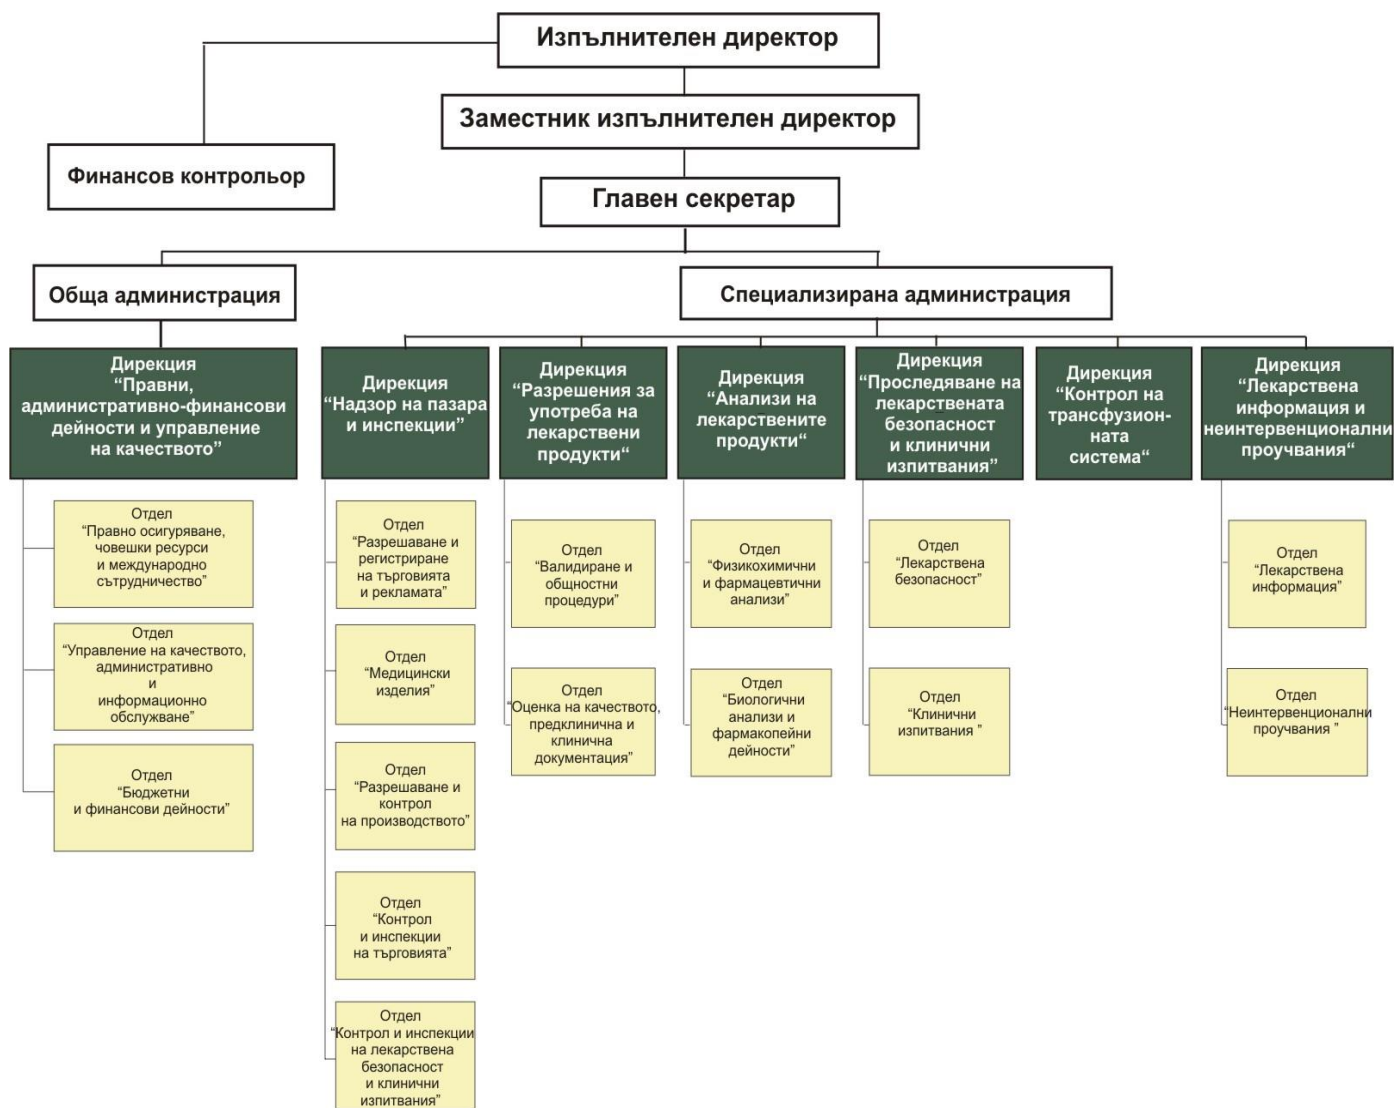 Изпълнителен директор
Заместник изпълнителен директор
Финансов контрольор
Главен секретар
Обща администрация
Специализирана администрация
Дирекция
“Правни,
административно-финансови
дейности и управление
на качеството”
Дирекция
“Надзор на пазара
и инспекции”
Дирекция
“Разрешения за
употреба на
лекарствени
продукти“
Дирекция
“Анализи на
лекарствените
продукти“
Дирекция
“Проследяване на
лекарствената
безопасност
и клинични
изпитвания”
Дирекция
“Контрол на
трансфузион-
ната
система“
Дирекция
“Лекарствена
информация и
неинтервенционални
проучвания“
Отдел
“Правно осигуряване,
човешки ресурси
и международно
сътрудничество”
Отдел
“Управление на качеството,
административно
и
информационно
обслужване”
Отдел
“Бюджетни
и финансови дейности”
Отдел
“Разрешаване и
регистриране
на търговията
и рекламата”
Отдел
“Медицински
изделия”
Отдел
“Разрешаване и
контрол
на производството”
Отдел
“Контрол
и инспекции
на търговията”
Отдел
“Контрол и инспекции
на лекарствена
безопасност
и клинични
изпитвания”
Отдел
“Валидиране и
общностни
процедури”
Отдел
“Оценка на качеството,
предклинична и
клинична
документация”
Отдел
“Физикохимични
и фармацевтични
анализи”
Отдел
“Биологични
анализи и
фармакопейни
дейности”
Отдел
“Лекарствена
безопасност”
Отдел
“Клинични
изпитвания ”
Отдел
“Лекарствена
информация”
Отдел
“Неинтервенционални
проучвания ”